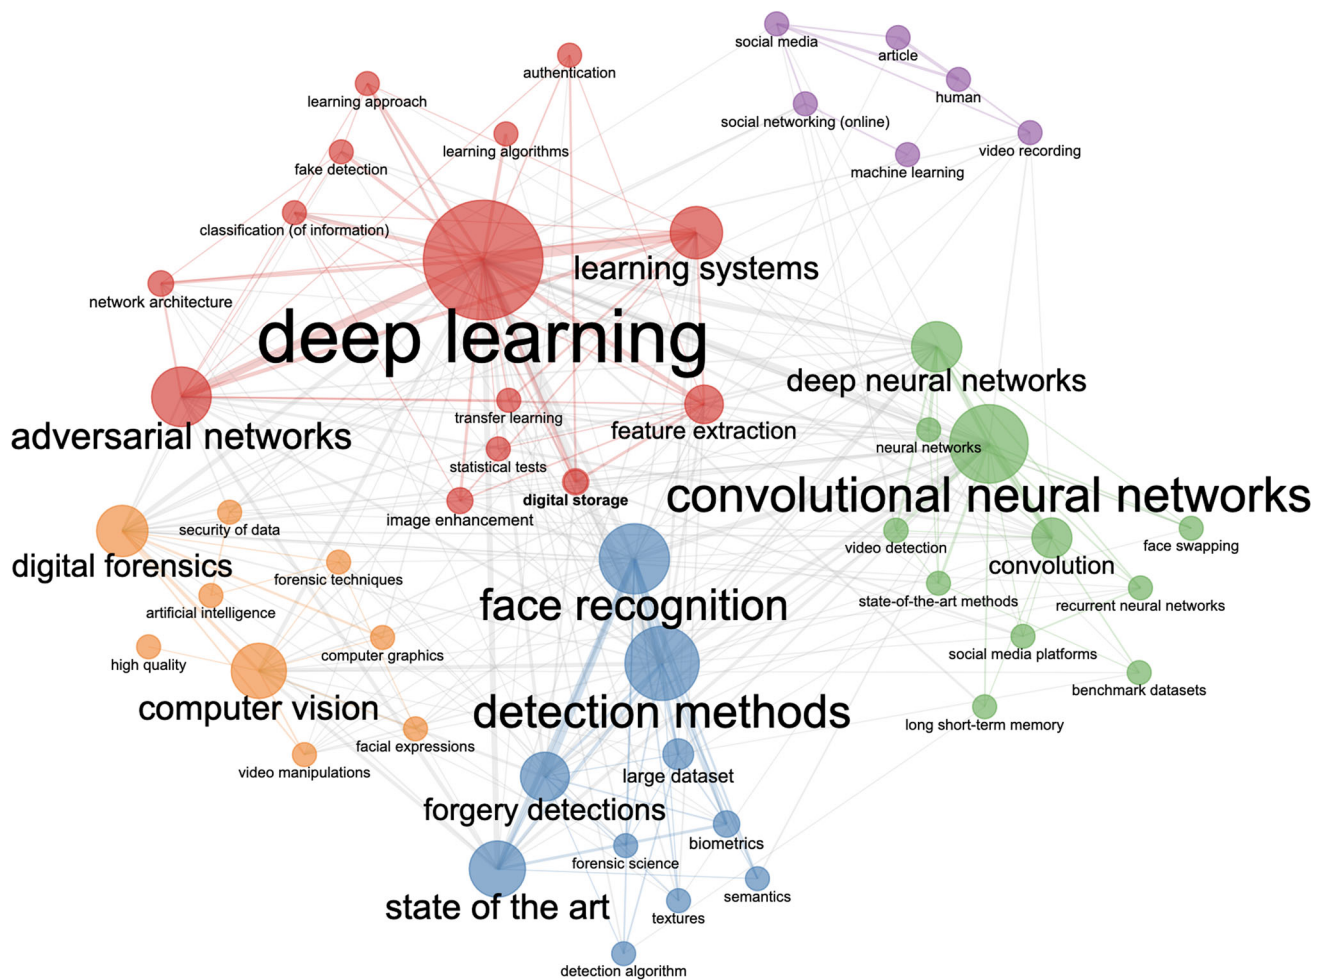 social media
article
authentication
human
learning approach
social networking (online)
learning algorithms
video recording
fake detection
machine learning
classification (of information)
learning systems
network architecture
deep learning
deep neural networks
transfer learning
feature extraction
adversarial networks
neural networks
statistical tests
digital storage
convolutional neural networks
image enhancement
security of data
video detection
face swapping
digital forensics
convolution
forensic techniques
state-of-the-art methods
recurrent neural networks
artificial intelligence
face recognition
computer graphics
social media platforms
high quality
benchmark datasets
computer vision
detection methods
long short-term memory
facial expressions
video manipulations
large dataset
forgery detections
biometrics
forensic science
semantics
state of the art
textures
detection algorithm